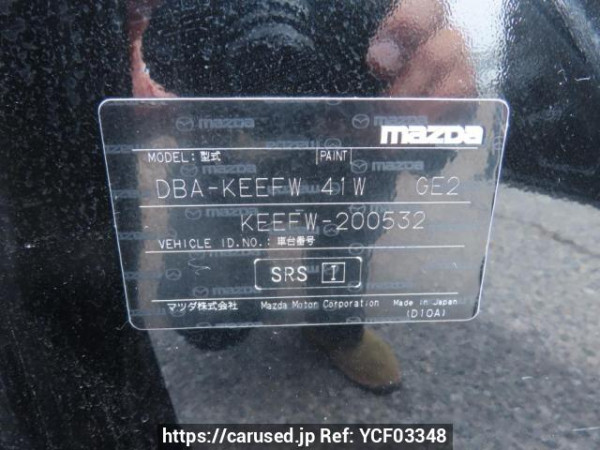 mazda
MODEL: 型式 PAINT
DBA-KEEFW 41W GE2
KEEFW-200532
VEHICLE ID.NO.: 車台番号
SRS I
マツダ株式会社 Mazda Motor Corporation Made in Japan
(D10A)
https://carused.jp Ref: YCF03348